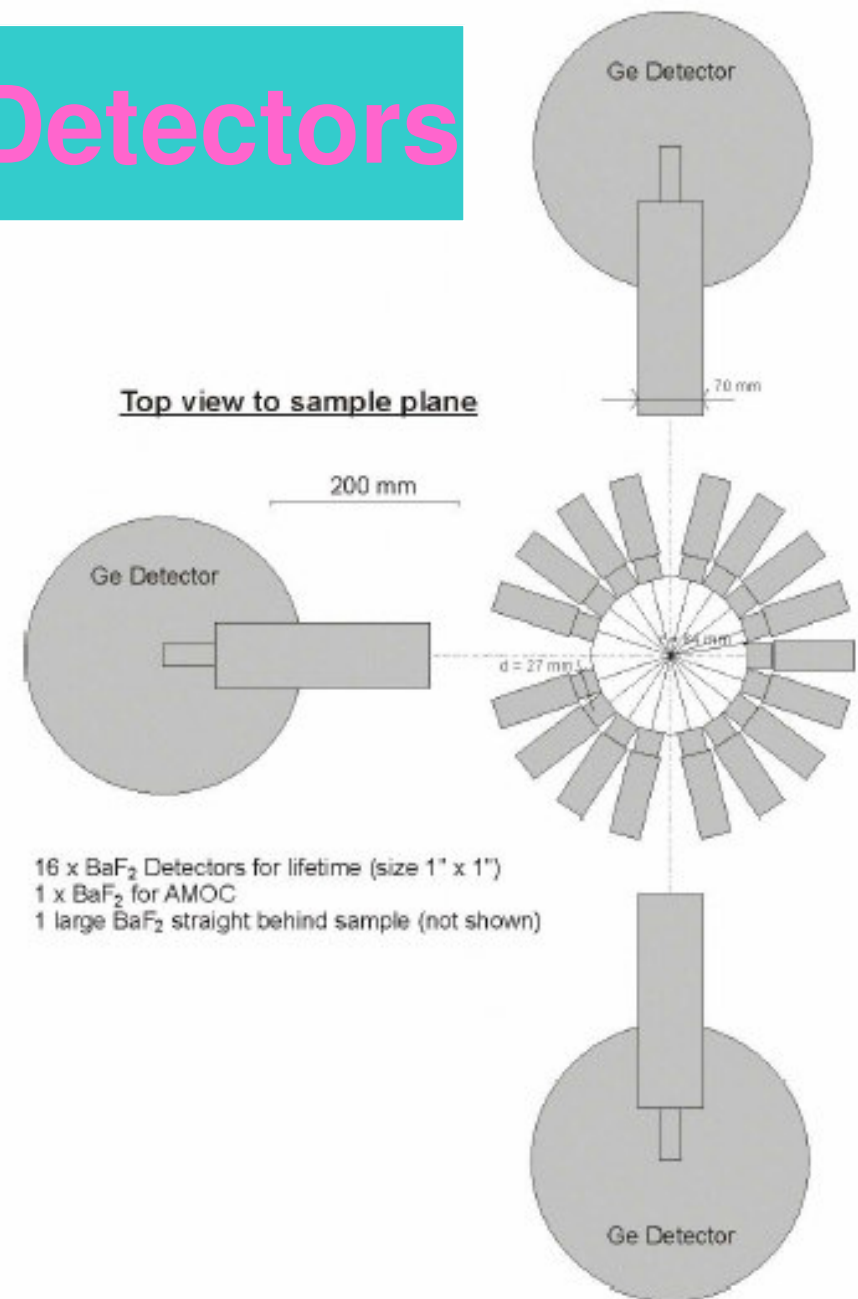 Detectors
Ge Detector
70 mm
Top view to sample plane
200 mm
Ge Detector
84 mm
d = 27 mm
16 x BaF₂ Detectors for lifetime (size 1" x 1")
1 x BaF₂ for AMOC
1 large BaF₂ straight behind sample (not shown)
Ge Detector